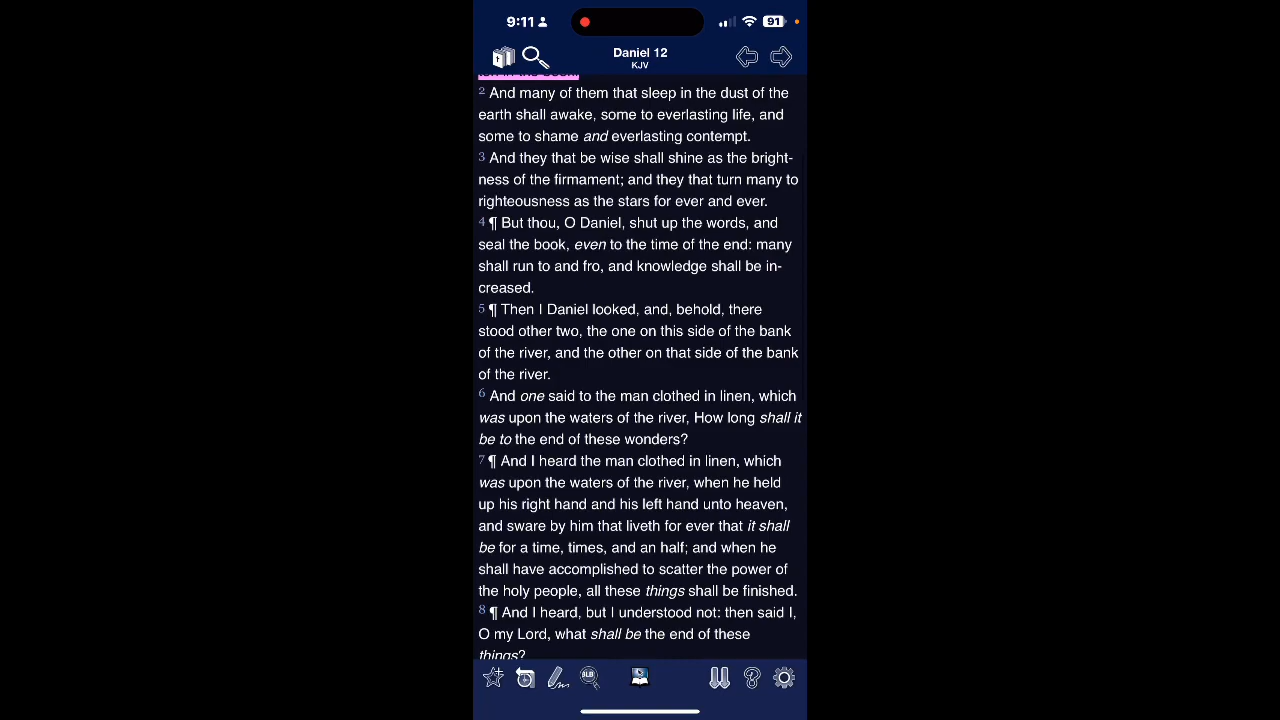 9:11
91
Daniel 12
KJV
2 And many of them that sleep in the dust of the
earth shall awake, some to everlasting life, and
some to shame and everlasting contempt.
3 And they that be wise shall shine as the bright-
ness of the firmament; and they that turn many to
righteousness as the stars for ever and ever.
4 ¶ But thou, O Daniel, shut up the words, and
seal the book, even to the time of the end: many
shall run to and fro, and knowledge shall be in-
creased.
5 ¶ Then I Daniel looked, and, behold, there
stood other two, the one on this side of the bank
of the river, and the other on that side of the bank
of the river.
6 And one said to the man clothed in linen, which
was upon the waters of the river, How long shall it
be to the end of these wonders?
7 ¶ And I heard the man clothed in linen, which
was upon the waters of the river, when he held
up his right hand and his left hand unto heaven,
and sware by him that liveth for ever that it shall
be for a time, times, and an half; and when he
shall have accomplished to scatter the power of
the holy people, all these things shall be finished.
8 ¶ And I heard, but I understood not: then said I,
O my Lord, what shall be the end of these
things?